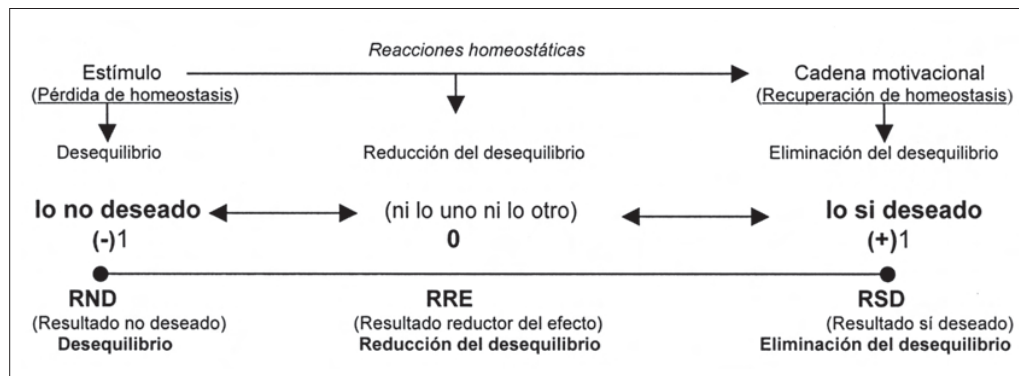 Reacciones homeostáticas
Estímulo
Cadena motivacional
(Pérdida de homeostasis)
(Recuperación de homeostasis)
Desequilibrio
Reducción del desequilibrio
Eliminación del desequilibrio
lo no deseado
(ni lo uno ni lo otro)
lo si deseado
(-)1
0
(+)1
RND
RRE
RSD
(Resultado no deseado)
(Resultado reductor del efecto)
(Resultado sí deseado)
Desequilibrio
Reducción del desequilibrio
Eliminación del desequilibrio